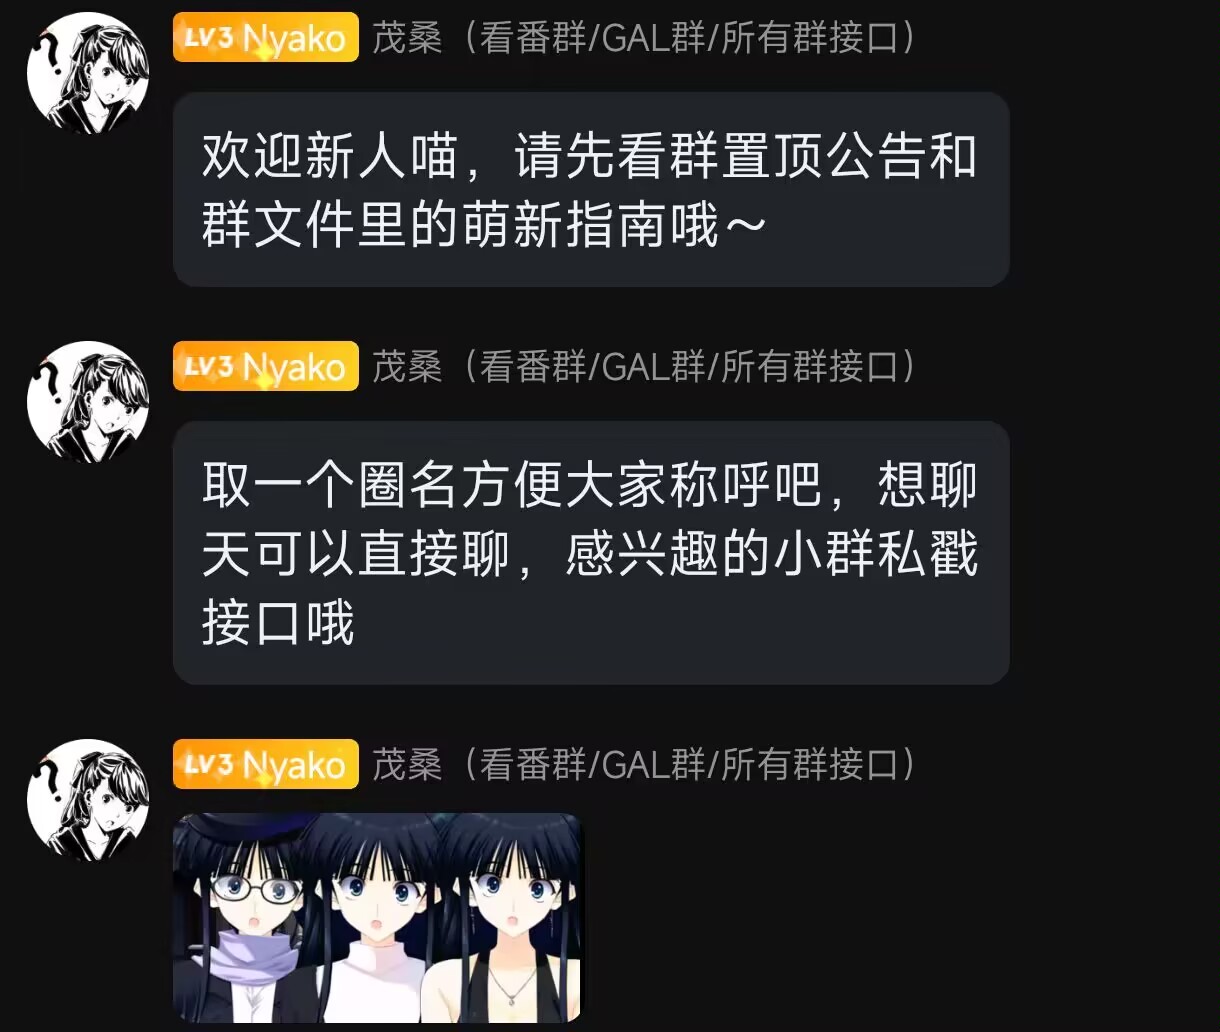 LV3 Nyako 茂桑（看番群/GAL群/所有群接口）
欢迎新人喵，请先看群置顶公告和
群文件里的萌新指南哦～
LV3 Nyako 茂桑（看番群/GAL群/所有群接口）
取一个圈名方便大家称呼吧，想聊
天可以直接聊，感兴趣的小群私戳
接口哦
LV3 Nyako 茂桑（看番群/GAL群/所有群接口）